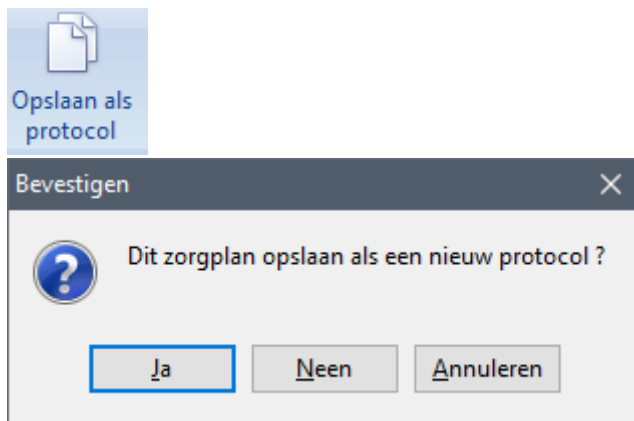 Opslaan als
protocol
Bevestigen
Dit zorgplan opslaan als een nieuw protocol ?
Ja Neen Annuleren